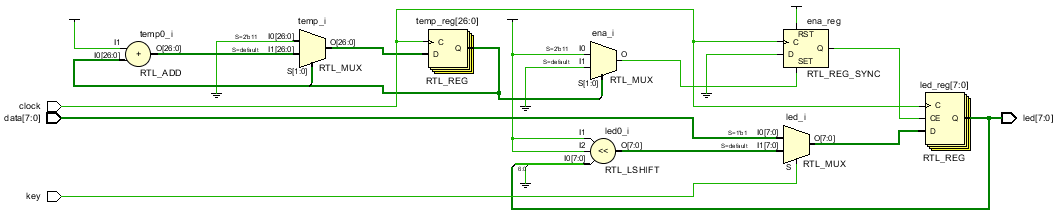 temp0_i
I1
I0[26:0]
+
O[26:0]
RTL_ADD
temp_i
S=2'b11 I0[26:0]
S=default I1[26:0]
O[26:0]
S[1:0]
RTL_MUX
temp_reg[26:0]
C
D
Q
RTL_REG
ena_i
S=2'b11 I0
S=default I1
O
S[1:0]
RTL_MUX
ena_reg
RST
C
D
Q
SET
RTL_REG_SYNC
clock
data[7:0]
key
led0_i
I1
I2
I0[7:0]
<<
O[7:0]
RTL_LSHIFT
led_i
S=1'b1 I0[7:0]
S=default I1[7:0]
O[7:0]
S
RTL_MUX
led_reg[7:0]
C
CE
D
Q
RTL_REG
led[7:0]